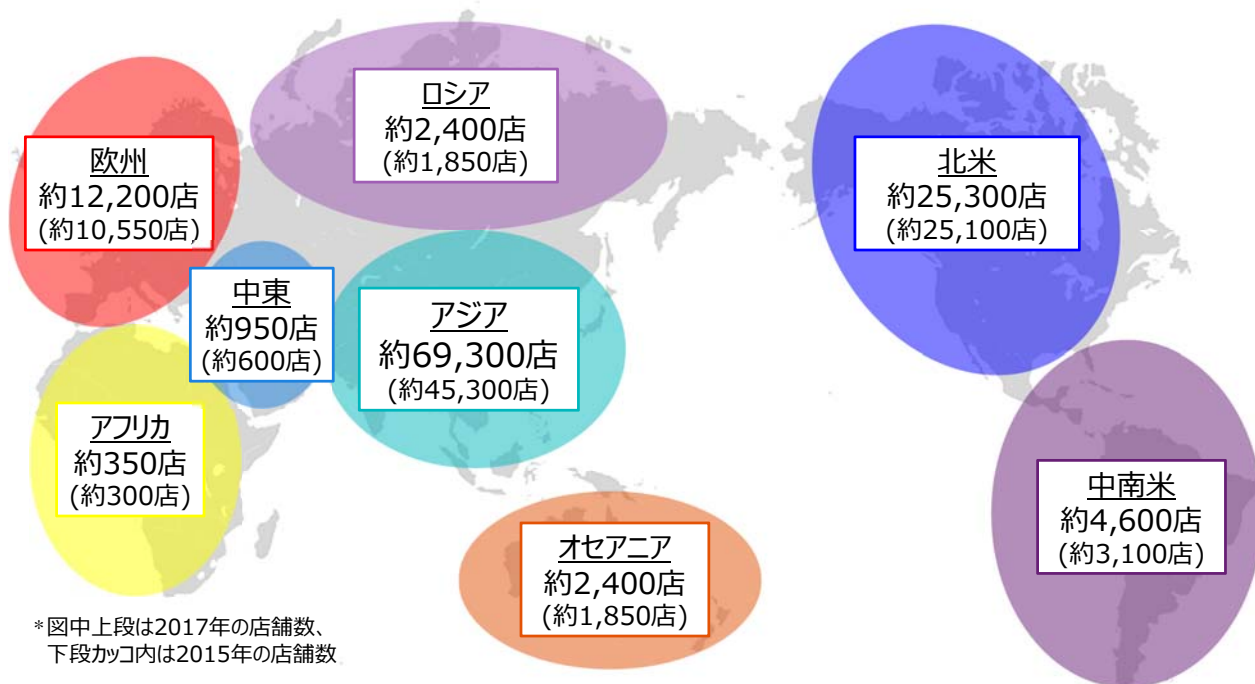 ロシア
約2,400店
(約1,850店)
欧州
約12,200店
(約10,550店)
北米
約25,300店
(約25,100店)
中東
約950店
(約600店)
アジア
約69,300店
(約45,300店)
アフリカ
約350店
(約300店)
中南米
約4,600店
(約3,100店)
オセアニア
約2,400店
(約1,850店)
*図中上段は2017年の店舗数、
下段カッコ内は2015年の店舗数